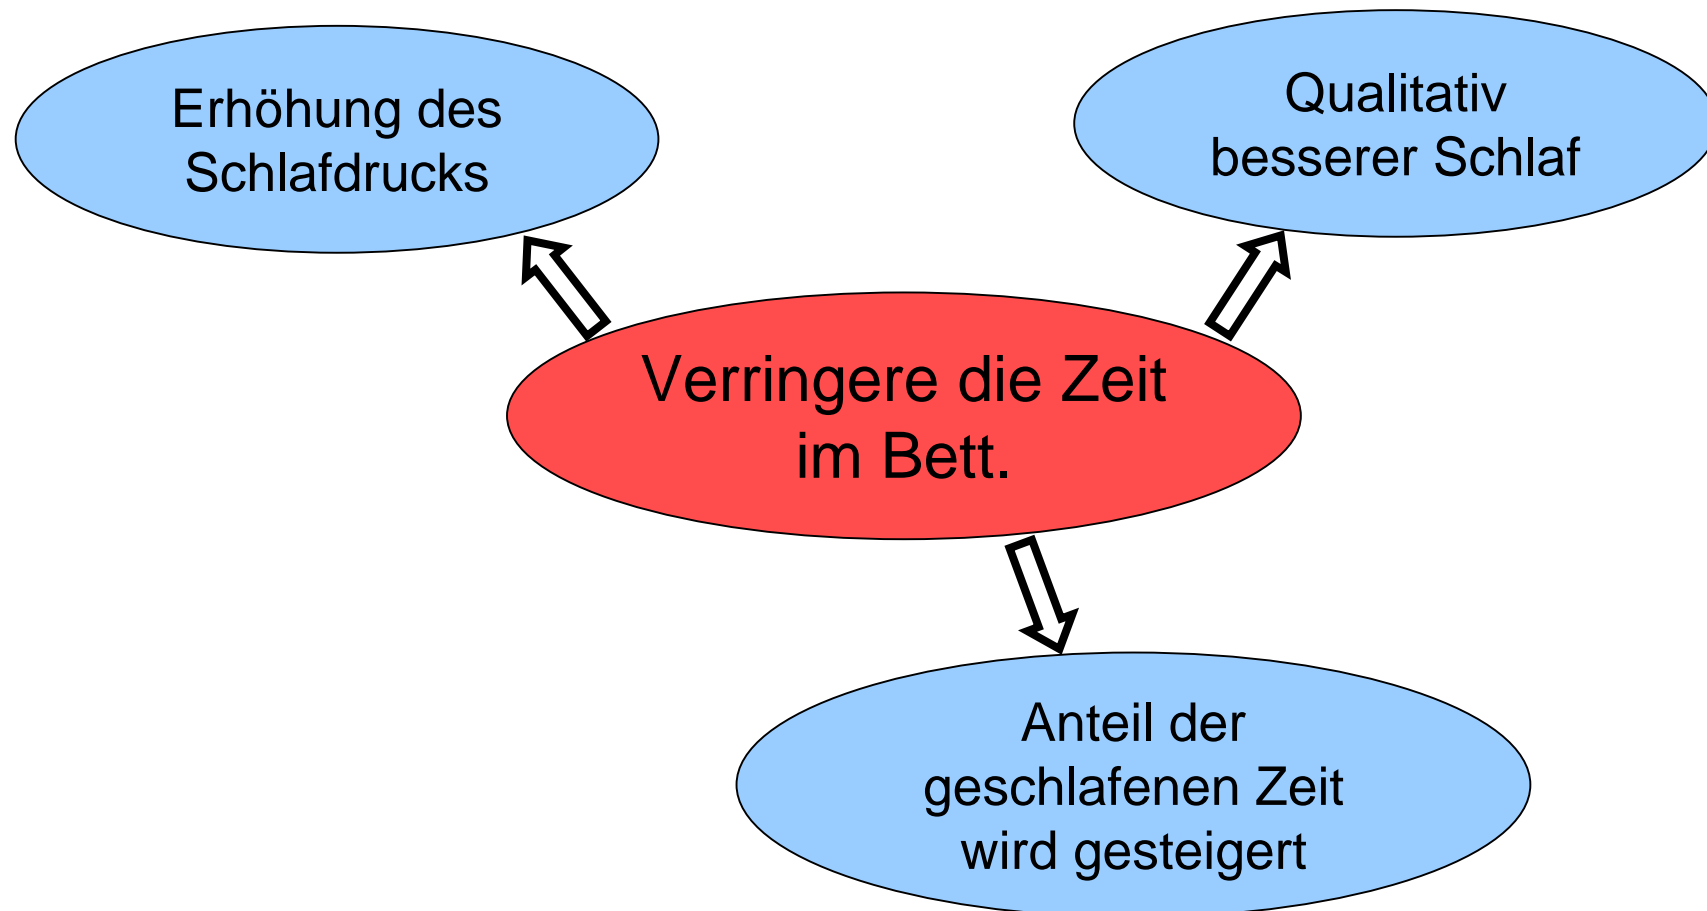 Erhöhung des
Schlafdrucks
Qualitativ
besserer Schlaf
Verringere die Zeit
im Bett.
Anteil der
geschlafenen Zeit
wird gesteigert